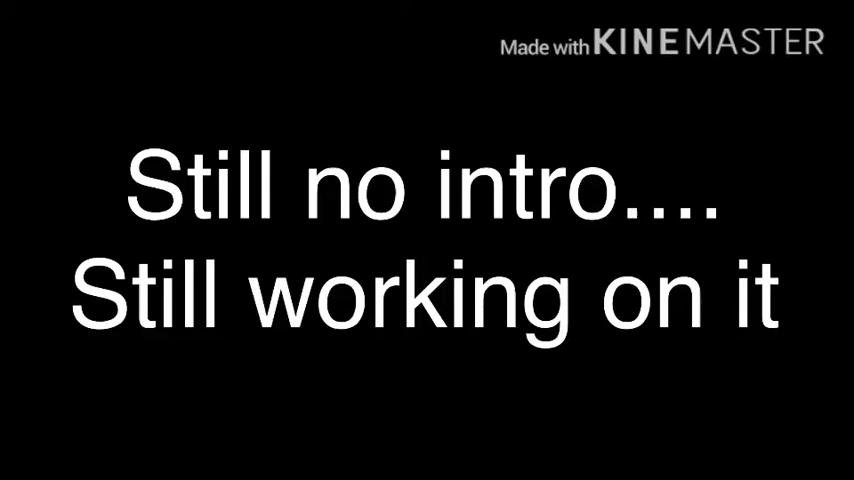 Made with KINEMASTER
Still no intro....
Still working on it